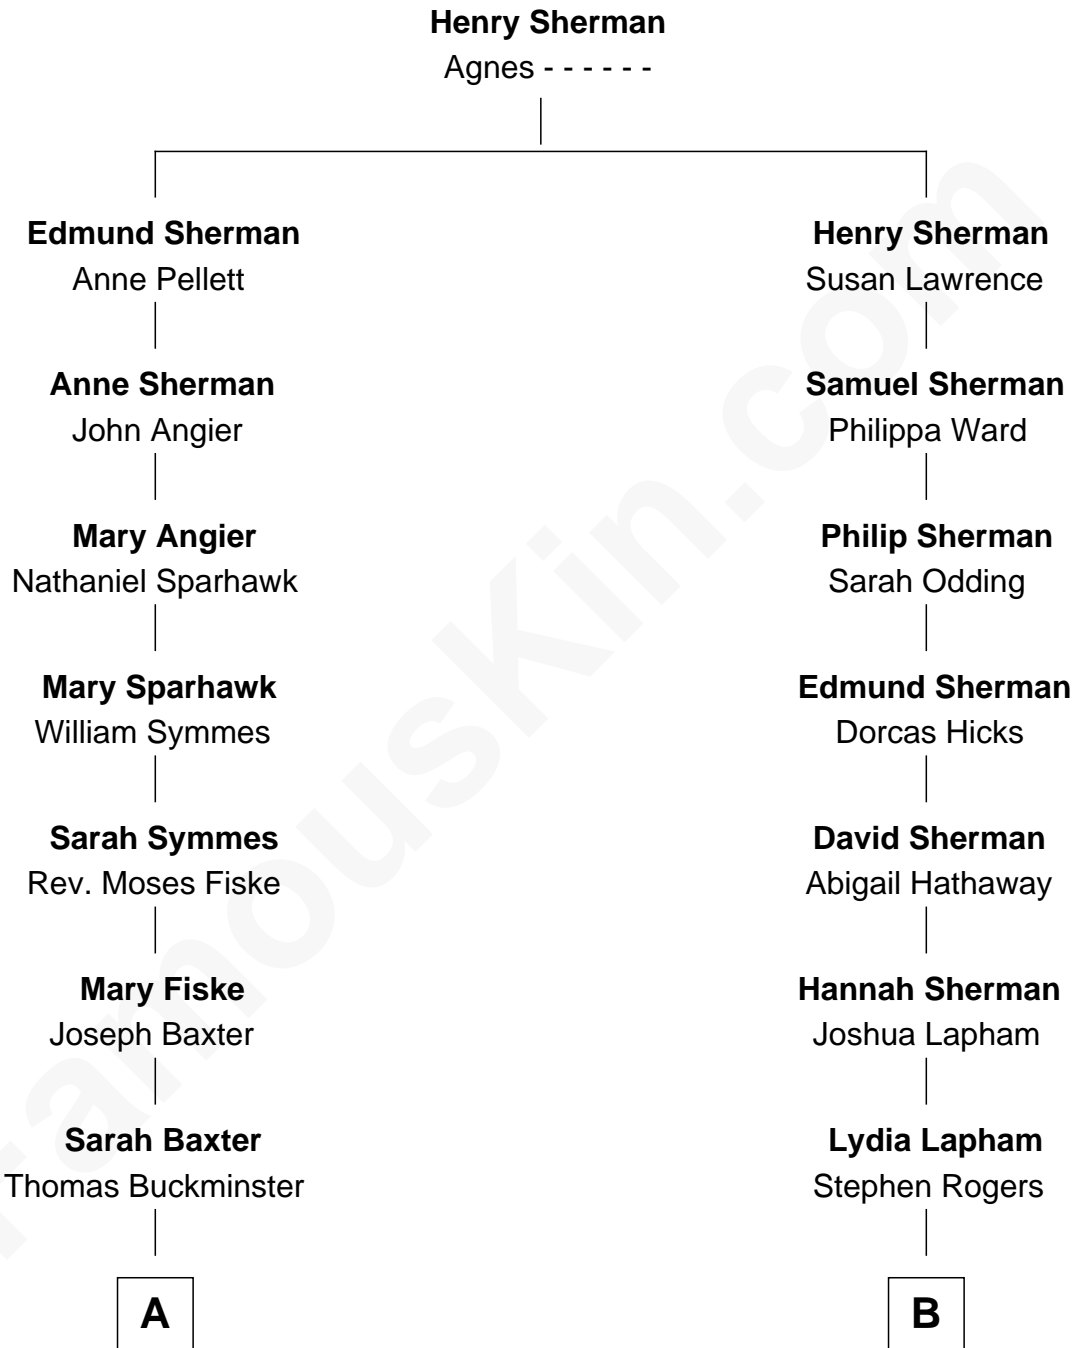 Henry Sherman
Agnes - - - - - -
Edmund Sherman
Anne Pellett
Henry Sherman
Susan Lawrence
Anne Sherman
John Angier
Samuel Sherman
Philippa Ward
Mary Angier
Nathaniel Sparhawk
Philip Sherman
Sarah Odding
Mary Sparhawk
William Symmes
Edmund Sherman
Dorcas Hicks
Sarah Symmes
Rev. Moses Fiske
David Sherman
Abigail Hathaway
Mary Fiske
Joseph Baxter
Hannah Sherman
Joshua Lapham
Sarah Baxter
Thomas Buckminster
Lydia Lapham
Stephen Rogers
A
B
FamousKin.com